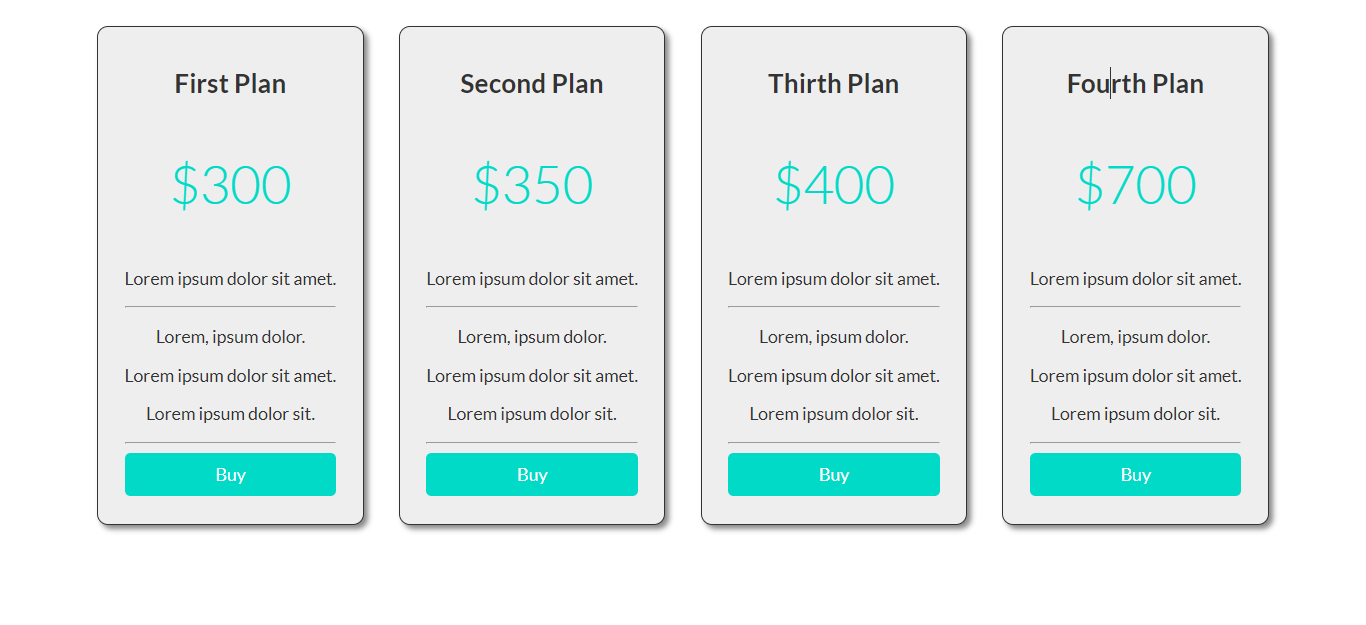 First Plan
$300
Lorem ipsum dolor sit amet.
Lorem, ipsum dolor.
Lorem ipsum dolor sit amet.
Lorem ipsum dolor sit.
Buy
Second Plan
$350
Lorem ipsum dolor sit amet.
Lorem, ipsum dolor.
Lorem ipsum dolor sit amet.
Lorem ipsum dolor sit.
Buy
Thirth Plan
$400
Lorem ipsum dolor sit amet.
Lorem, ipsum dolor.
Lorem ipsum dolor sit amet.
Lorem ipsum dolor sit.
Buy
Fourth Plan
$700
Lorem ipsum dolor sit amet.
Lorem, ipsum dolor.
Lorem ipsum dolor sit amet.
Lorem ipsum dolor sit.
Buy